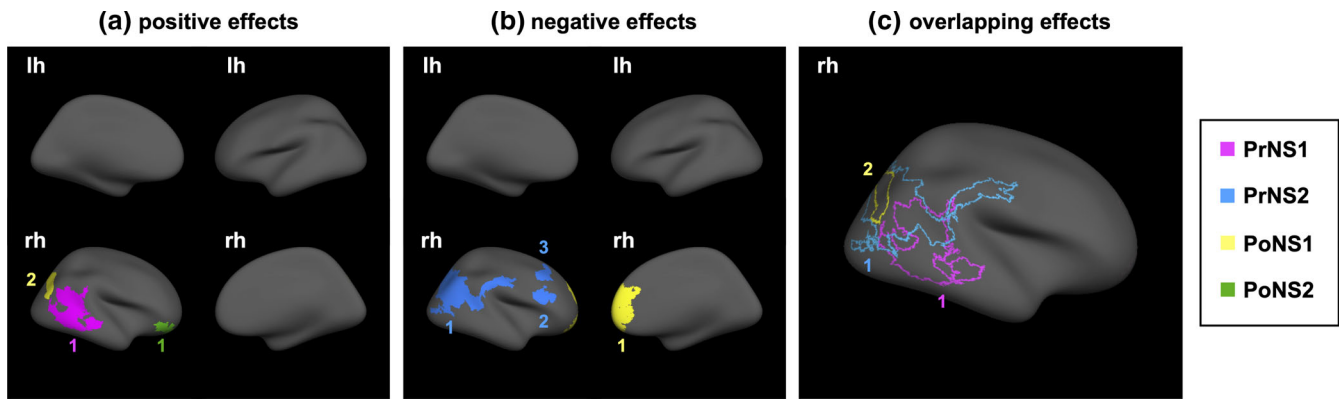 (a) positive effects
(b) negative effects
(c) overlapping effects
lh
lh
lh
lh
rh
PrNS1
PrNS2
PoNS1
PoNS2
2
1
rh
rh
2
1
1
rh
3
rh
1
2
1